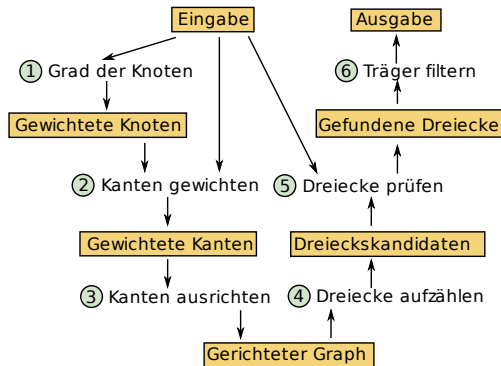 Eingabe
Ausgabe
1 Grad der Knoten
6 Träger filtern
Gewichtete Knoten
Gefundene Dreiecke
2 Kanten gewichten
5 Dreiecke prüfen
Gewichtete Kanten
Dreieckskandidaten
3 Kanten ausrichten
4 Dreiecke aufzählen
Gerichteter Graph